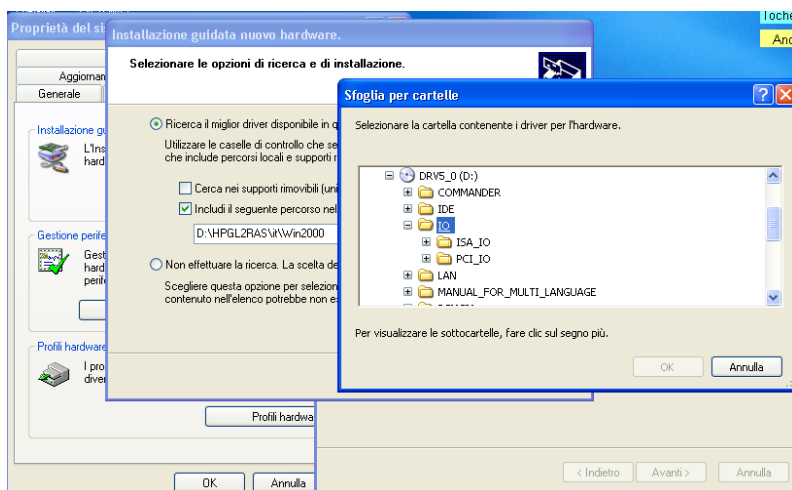 Proprietà del si
Aggiornan
Generale
Installazione gu
L'Ins
hard
Gestione perife
Gest
hard
perif
Profili hardware
I pro
diver
Profili hardwa
OK
Annulla
Installazione guidata nuovo hardware.
Selezionare le opzioni di ricerca e di installazione.
Ricerca il miglior driver disponibile in q
Utilizzare le caselle di controllo che se
che include percorsi locali e supporti r
Cerca nei supporti rimovibili (uni
Includi il seguente percorso nel
D:\HPGL2RAS\it\Win2000
Non effettuare la ricerca. La scelta de
Scegliere questa opzione per selezion
contenuto nell'elenco potrebbe non e
Sfoglia per cartelle
Selezionare la cartella contenente i driver per l'hardware.
DRV5_0 (D:)
COMMANDER
IDE
IO
ISA_IO
PCI_IO
LAN
MANUAL_FOR_MULTI_LANGUAGE
Per visualizzare le sottocartelle, fare clic sul segno più.
OK
Annulla
Toche
And
< Indietro
Avanti >
Annulla